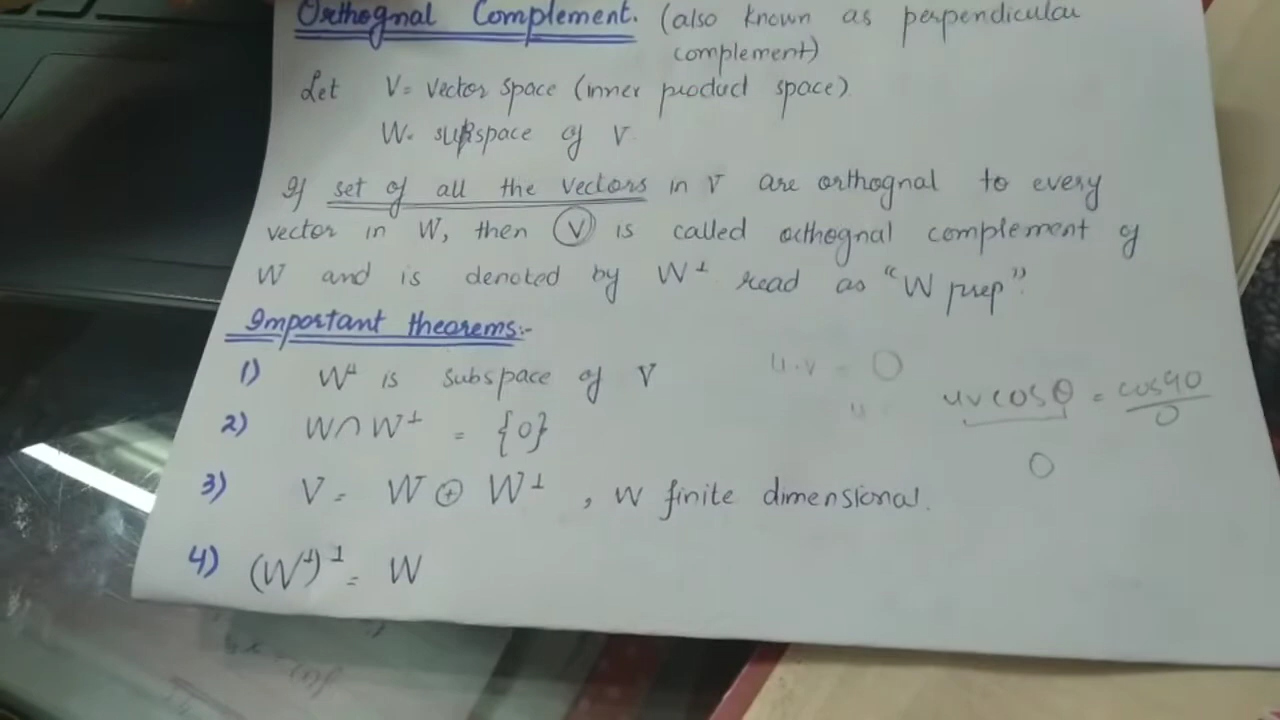 Orthognal Complement. (also known as perpendicular
complement)
Let V= vector space (inner product space)
W= subspace of V
If set of all the vectors in V are orthognal to every
vector in W, then V is called orthognal complement of
W and is denoted by W⊥ read as "W prep".
Important theorems:-
1) W⊥ is subspace of V
u.v = 0
uv cosθ = cos90
0
0
2) W∩W⊥ = {0}
3) V= W ⊕ W⊥ , W finite dimensional.
4) (W⊥)⊥ = W